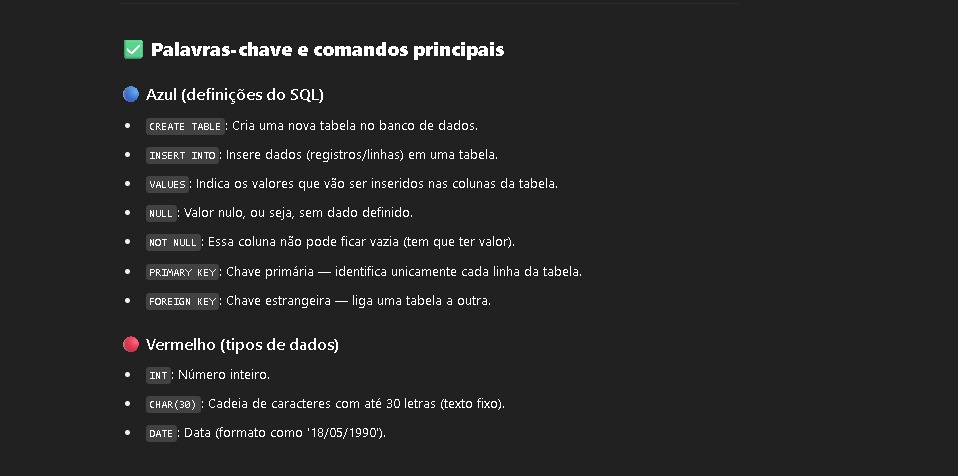 ✅ Palavras-chave e comandos principais
🔵 Azul (definições do SQL)
• CREATE TABLE: Cria uma nova tabela no banco de dados.
• INSERT INTO: Insere dados (registros/linhas) em uma tabela.
• VALUES: Indica os valores que vão ser inseridos nas colunas da tabela.
• NULL: Valor nulo, ou seja, sem dado definido.
• NOT NULL: Essa coluna não pode ficar vazia (tem que ter valor).
• PRIMARY KEY: Chave primária — identifica unicamente cada linha da tabela.
• FOREIGN KEY: Chave estrangeira — liga uma tabela a outra.
🔴 Vermelho (tipos de dados)
• INT: Número inteiro.
• CHAR(30): Cadeia de caracteres com até 30 letras (texto fixo).
• DATE: Data (formato como '18/05/1990').